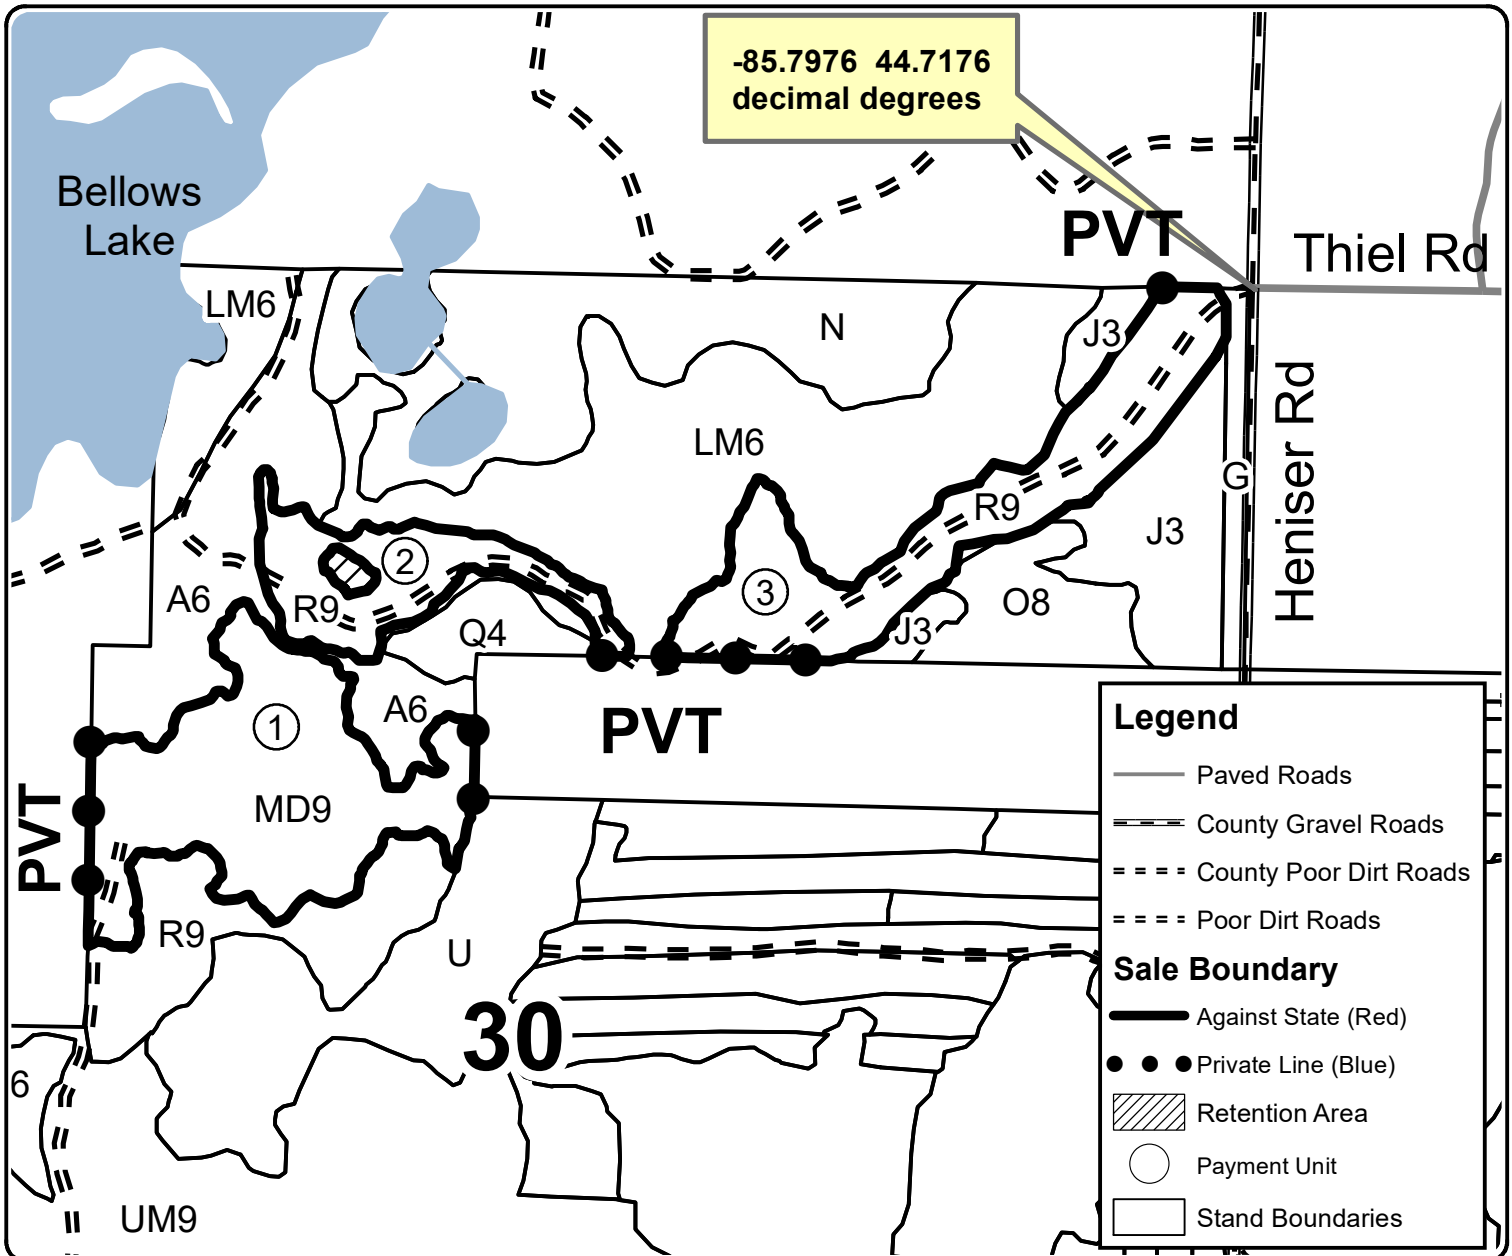 -85.7976 44.7176
decimal degrees
Bellows
Lake
PVT
Thiel Rd
LM6
N
J3
LM6
Heniser Rd
G
R9
J3
2
3
A6
R9
O8
Q4
J3
A6
1
PVT
MD9
PVT
R9
U
30
6
UM9
Legend
Paved Roads
County Gravel Roads
County Poor Dirt Roads
Poor Dirt Roads
Sale Boundary
Against State (Red)
Private Line (Blue)
Retention Area
Payment Unit
Stand Boundaries